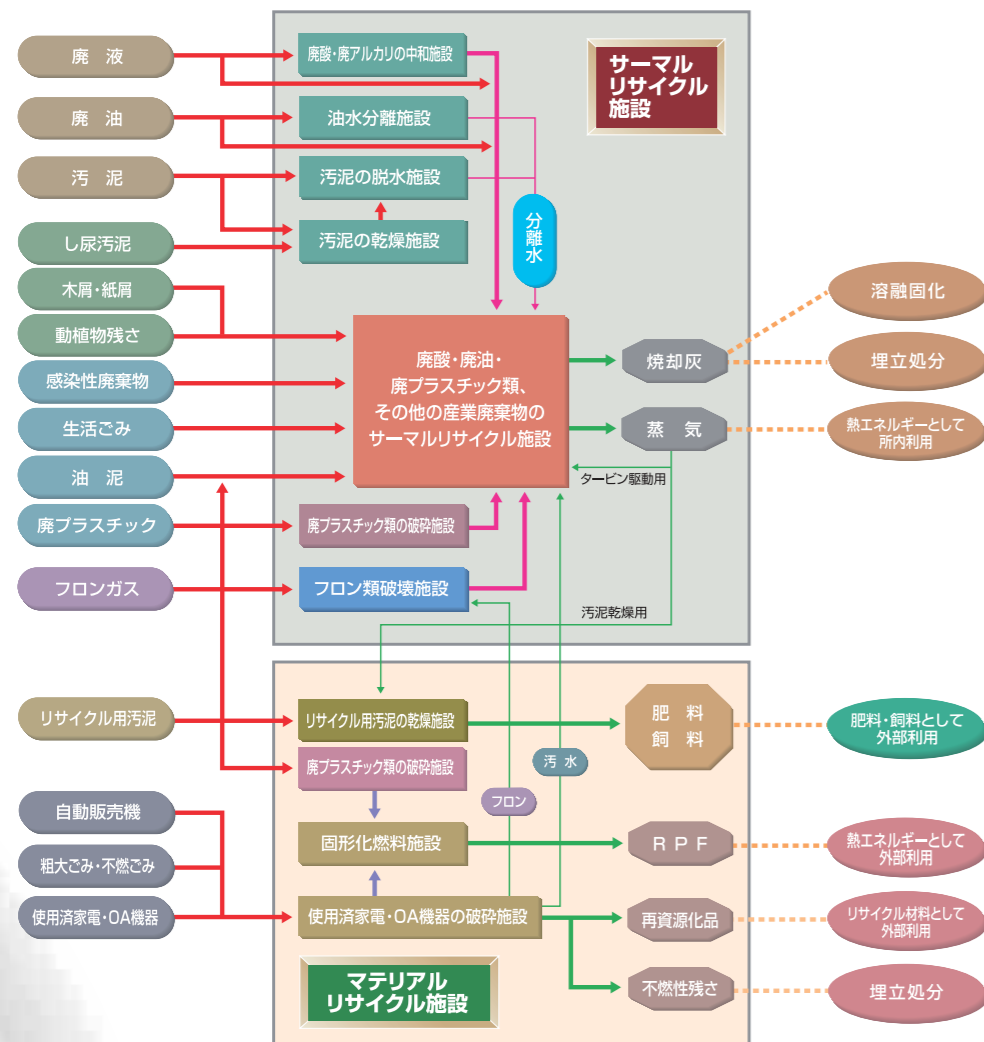 廃液
廃油
汚泥
し尿汚泥
木屑・紙屑
動植物残さ
感染性廃棄物
生活ごみ
油泥
廃プラスチック
フロンガス
リサイクル用汚泥
自動販売機
粗大ごみ・不燃ごみ
使用済家電・OA機器
廃酸・廃アルカリの中和施設
油水分離施設
汚泥の脱水施設
汚泥の乾燥施設
サーマル
リサイクル
施設
分離水
廃酸・廃油・
廃プラスチック類、
その他の産業廃棄物の
サーマルリサイクル施設
廃プラスチック類の破砕施設
フロン類破壊施設
焼却灰
蒸気
タービン駆動用
汚泥乾燥用
溶融固化
埋立処分
熱エネルギーとして
所内利用
リサイクル用汚泥の乾燥施設
廃プラスチック類の破砕施設
固形化燃料施設
使用済家電・OA機器の破砕施設
汚水
フロン
マテリアル
リサイクル施設
肥料
飼料
RPF
再資源化品
不燃性残さ
肥料・飼料として
外部利用
熱エネルギーとして
外部利用
リサイクル材料として
外部利用
埋立処分